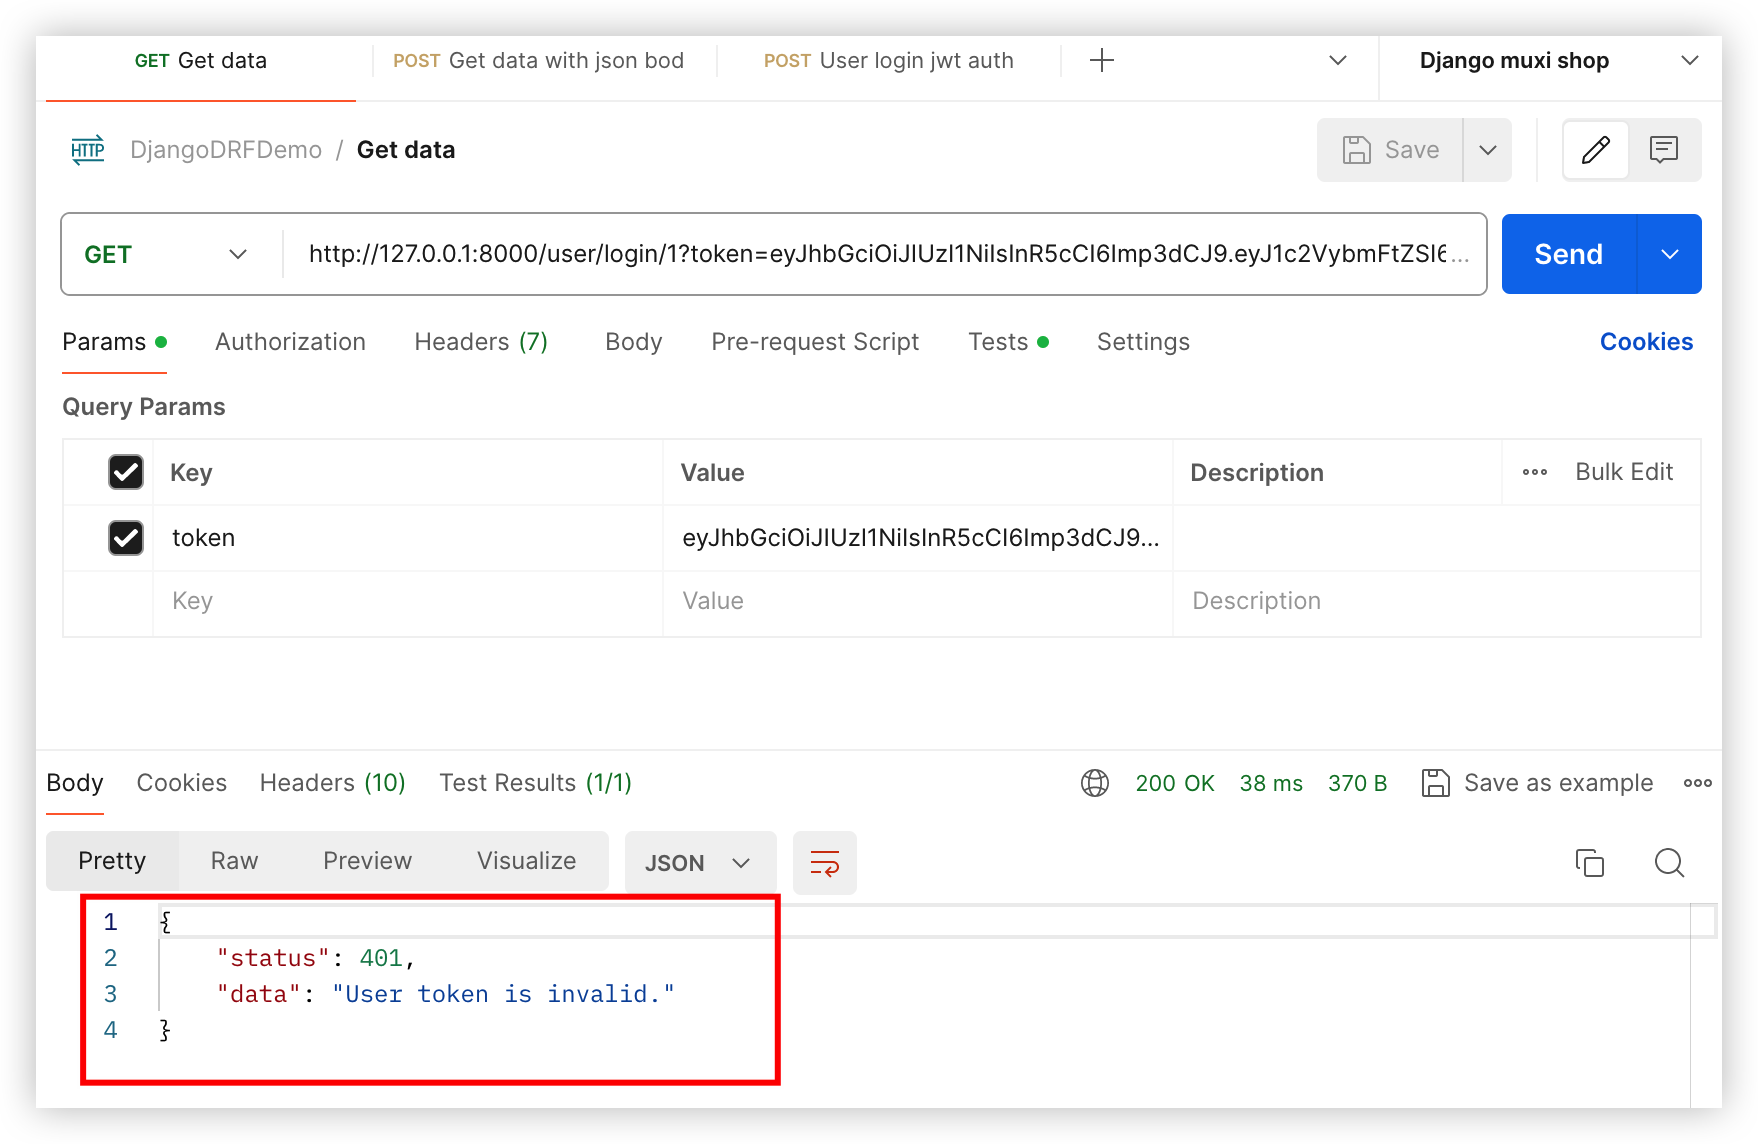 GET Get data POST Get data with json bod POST User login jwt auth Django muxi shop
HTTP DjangoDRFDemo / Get data Save
GET http://127.0.0.1:8000/user/login/1?token=eyJhbGciOiJIUzI1NiIsInR5cCI6Imp3dCJ9.eyJ1c2VybmFtZSI6... Send
Params Authorization Headers (7) Body Pre-request Script Tests Settings Cookies
Query Params
Key Value Description Bulk Edit
token eyJhbGciOiJIUzI1NiIsInR5cCI6Imp3dCJ9...
Key Value Description
Body Cookies Headers (10) Test Results (1/1) 200 OK 38 ms 370 B Save as example
Pretty Raw Preview Visualize JSON
1 {
2 "status": 401,
3 "data": "User token is invalid."
4 }